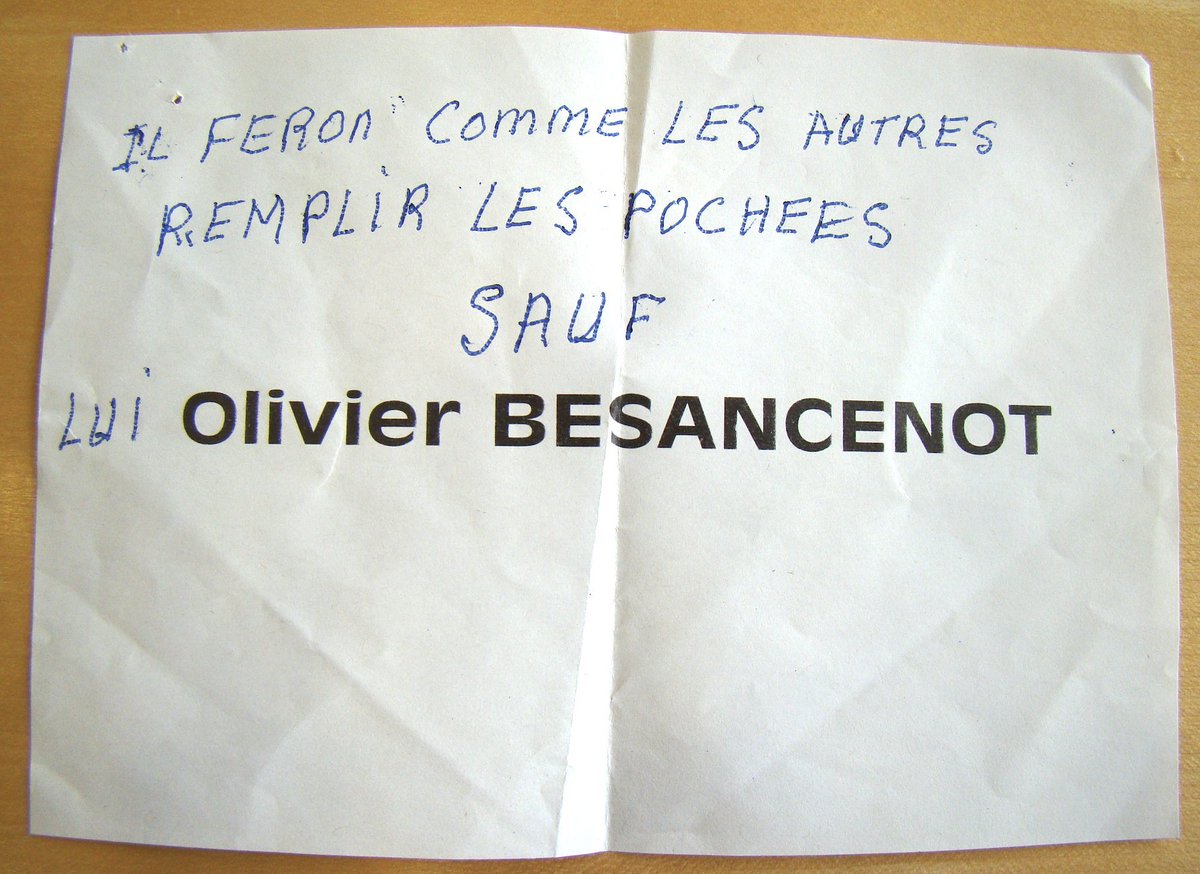 IL FERON COMME LES AUTRES
REMPLIR LES POCHEES
SAUF
LUI Olivier BESANCENOT